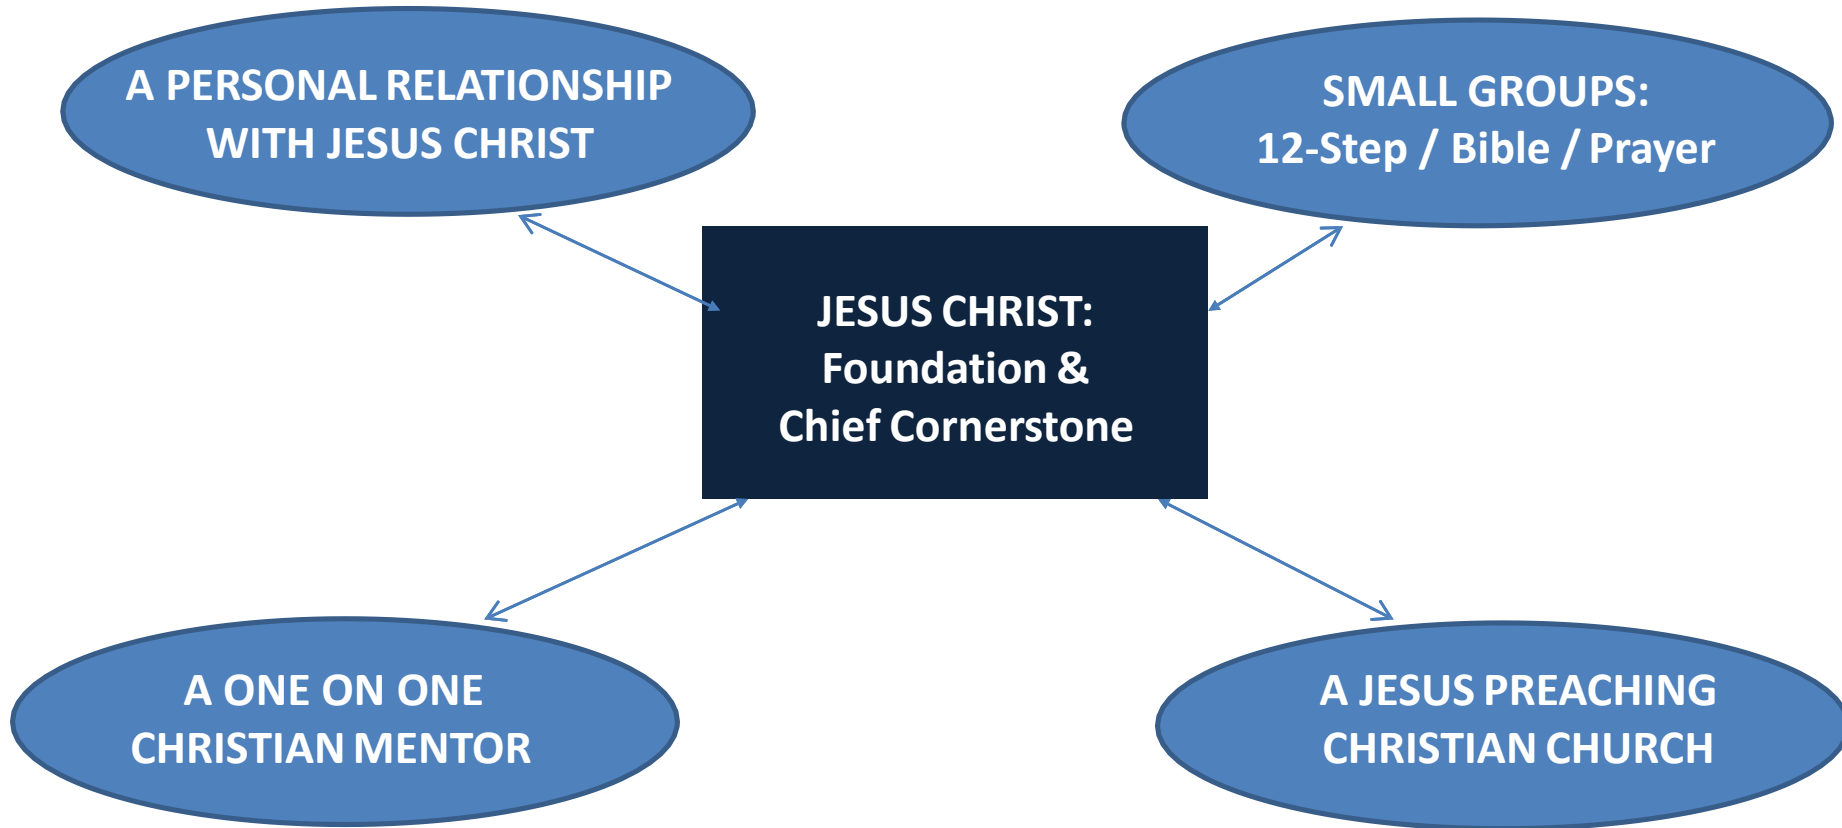 A PERSONAL RELATIONSHIP
WITH JESUS CHRIST
SMALL GROUPS:
12-Step / Bible / Prayer
JESUS CHRIST:
Foundation &
Chief Cornerstone
A ONE ON ONE
CHRISTIAN MENTOR
A JESUS PREACHING
CHRISTIAN CHURCH